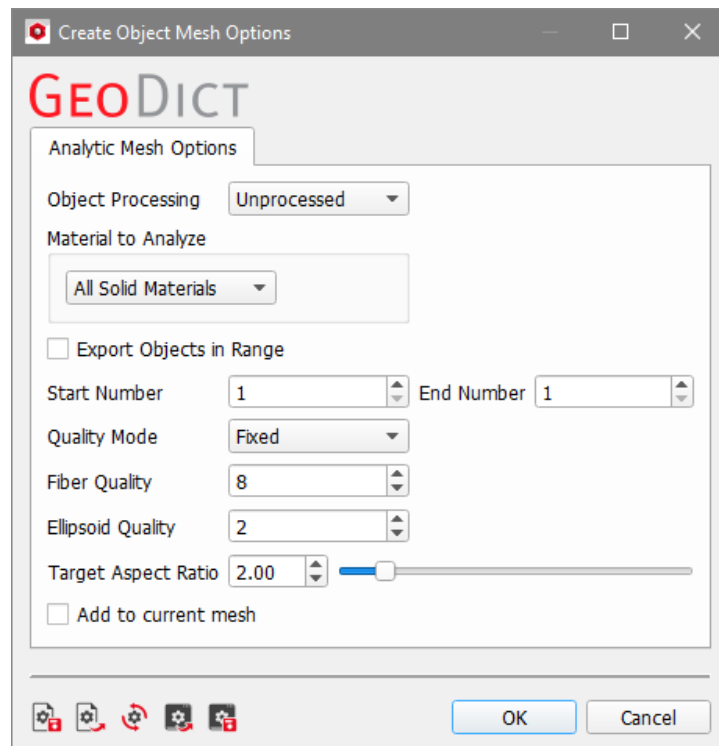 Create Object Mesh Options
GEODICT
Analytic Mesh Options
Object Processing Unprocessed
Material to Analyze
All Solid Materials
Export Objects in Range
Start Number 1 End Number 1
Quality Mode Fixed
Fiber Quality 8
Ellipsoid Quality 2
Target Aspect Ratio 2.00
Add to current mesh
OK Cancel